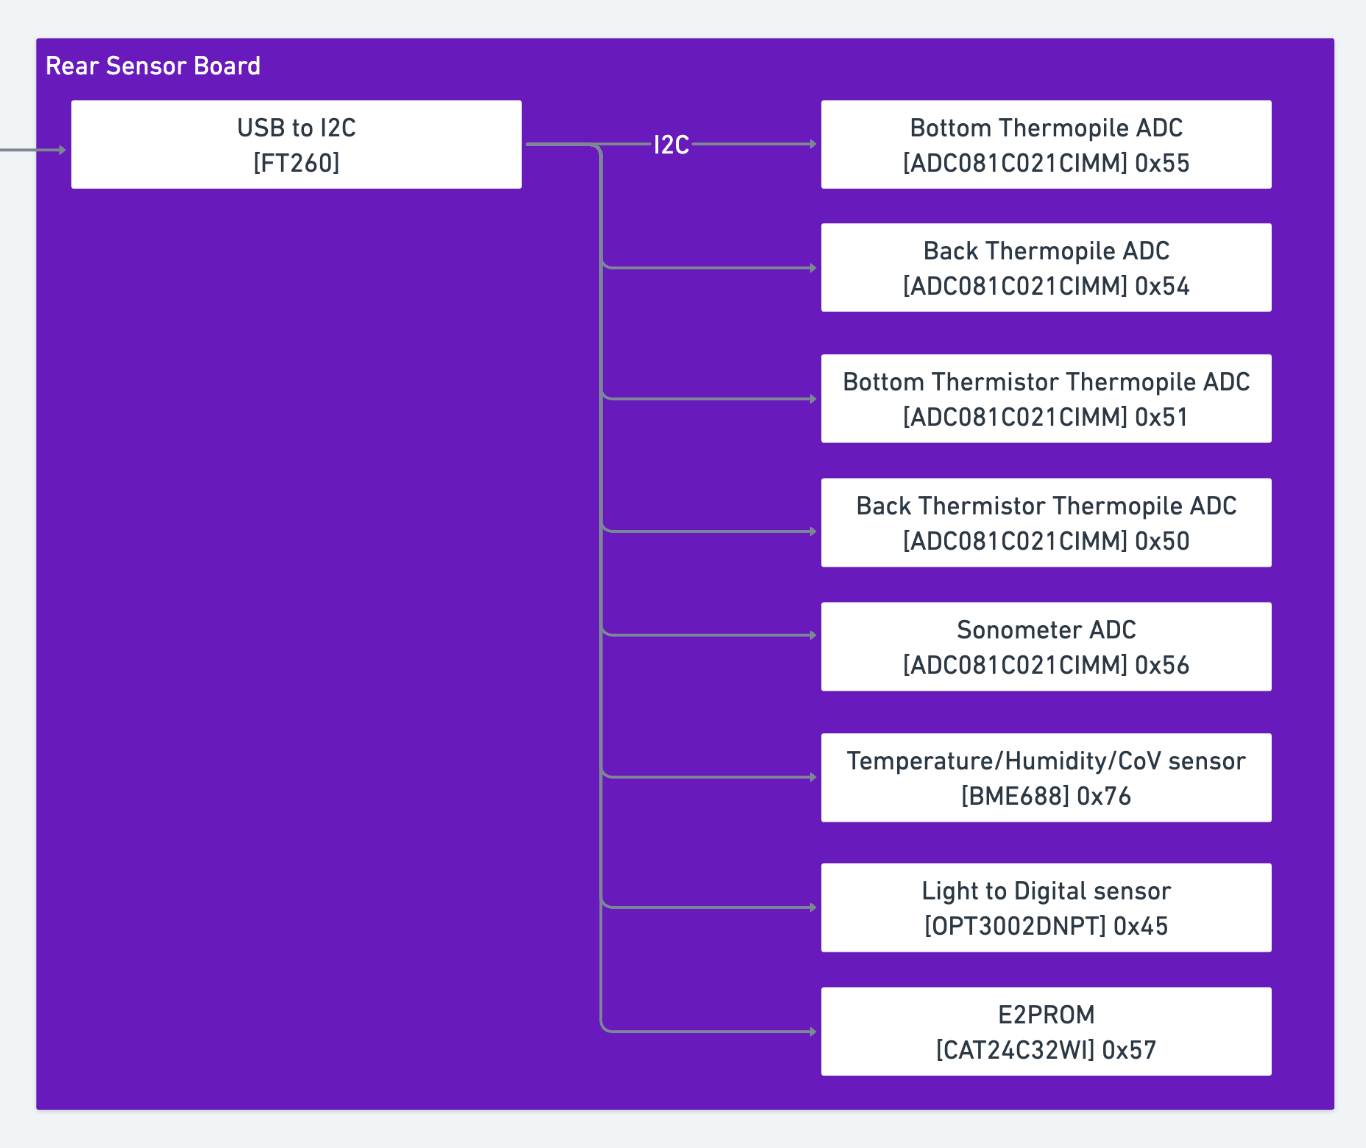 Rear Sensor Board
USB to I2C
[FT260]
I2C
Bottom Thermopile ADC
[ADC081C021CIMM] 0x55
Back Thermopile ADC
[ADC081C021CIMM] 0x54
Bottom Thermistor Thermopile ADC
[ADC081C021CIMM] 0x51
Back Thermistor Thermopile ADC
[ADC081C021CIMM] 0x50
Sonometer ADC
[ADC081C021CIMM] 0x56
Temperature/Humidity/CoV sensor
[BME688] 0x76
Light to Digital sensor
[OPT3002DNPT] 0x45
E2PROM
[CAT24C32WI] 0x57